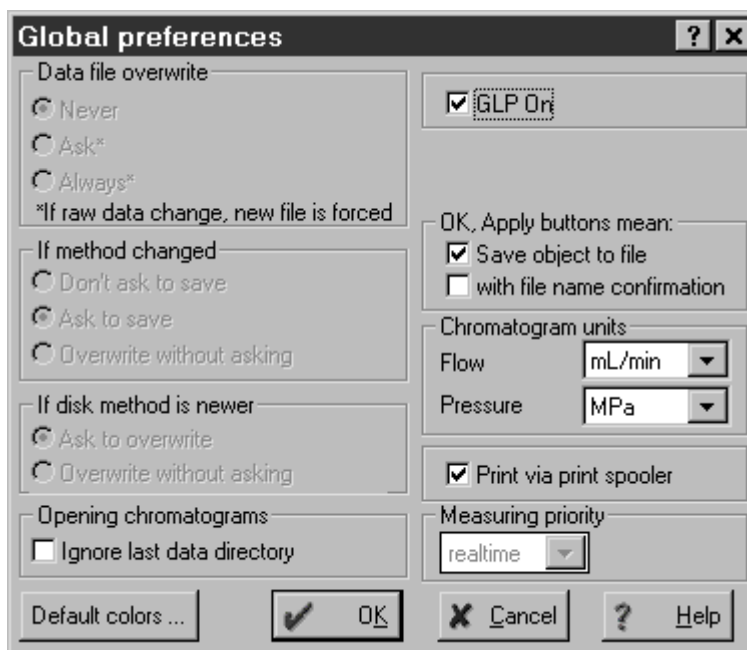 Global preferences
Data file overwrite
Never
Ask*
Always*
*If raw data change, new file is forced
If method changed
Don't ask to save
Ask to save
Overwrite without asking
If disk method is newer
Ask to overwrite
Overwrite without asking
Opening chromatograms
Ignore last data directory
GLP On
OK, Apply buttons mean:
Save object to file
with file name confirmation
Chromatogram units
Flow mL/min
Pressure MPa
Print via print spooler
Measuring priority
realtime
Default colors ... OK Cancel ? Help